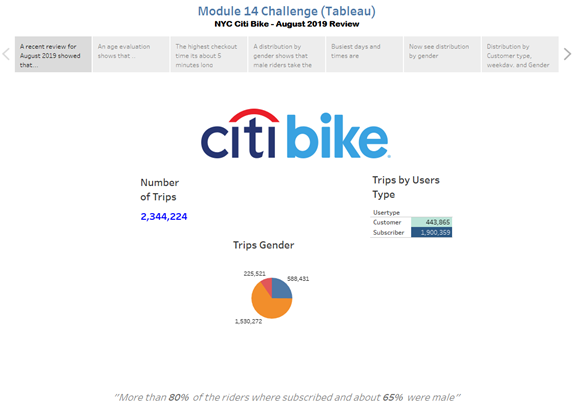 Module 14 Challenge (Tableau)
NYC Citi Bike - August 2019 Review
A recent review for
August 2019 showed
that...
An age evaluation
shows that ...
The highest checkout
time its about 5
minutes long
A distribution by
gender shows that
male riders take the
Busiest days and
times are
Now see distribution
by gender
Distribution by
Customer type,
weekday, and Gender
citi bike
Number
of Trips
2,344,224
Trips by Users
Type
Usertype
Customer 443,865
Subscriber 1,900,359
Trips Gender
225,521
588,431
1,530,272
"More than 80% of the riders where subscribed and about 65% were male"